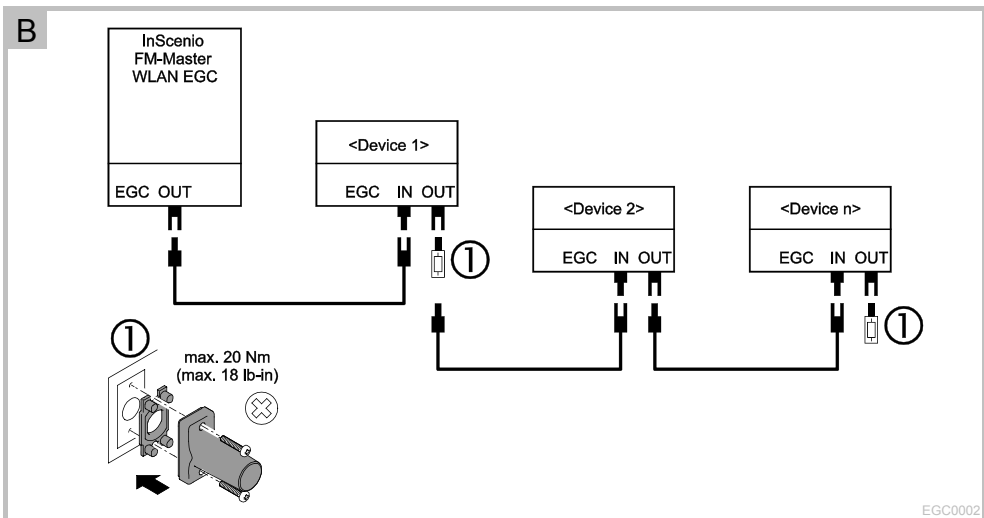 B
InScenio
FM-Master
WLAN EGC
EGC OUT
<Device 1>
EGC IN OUT
①
<Device 2>
EGC IN OUT
<Device n>
EGC IN OUT
①
①
max. 20 Nm
(max. 18 lb-in)
EGC0002